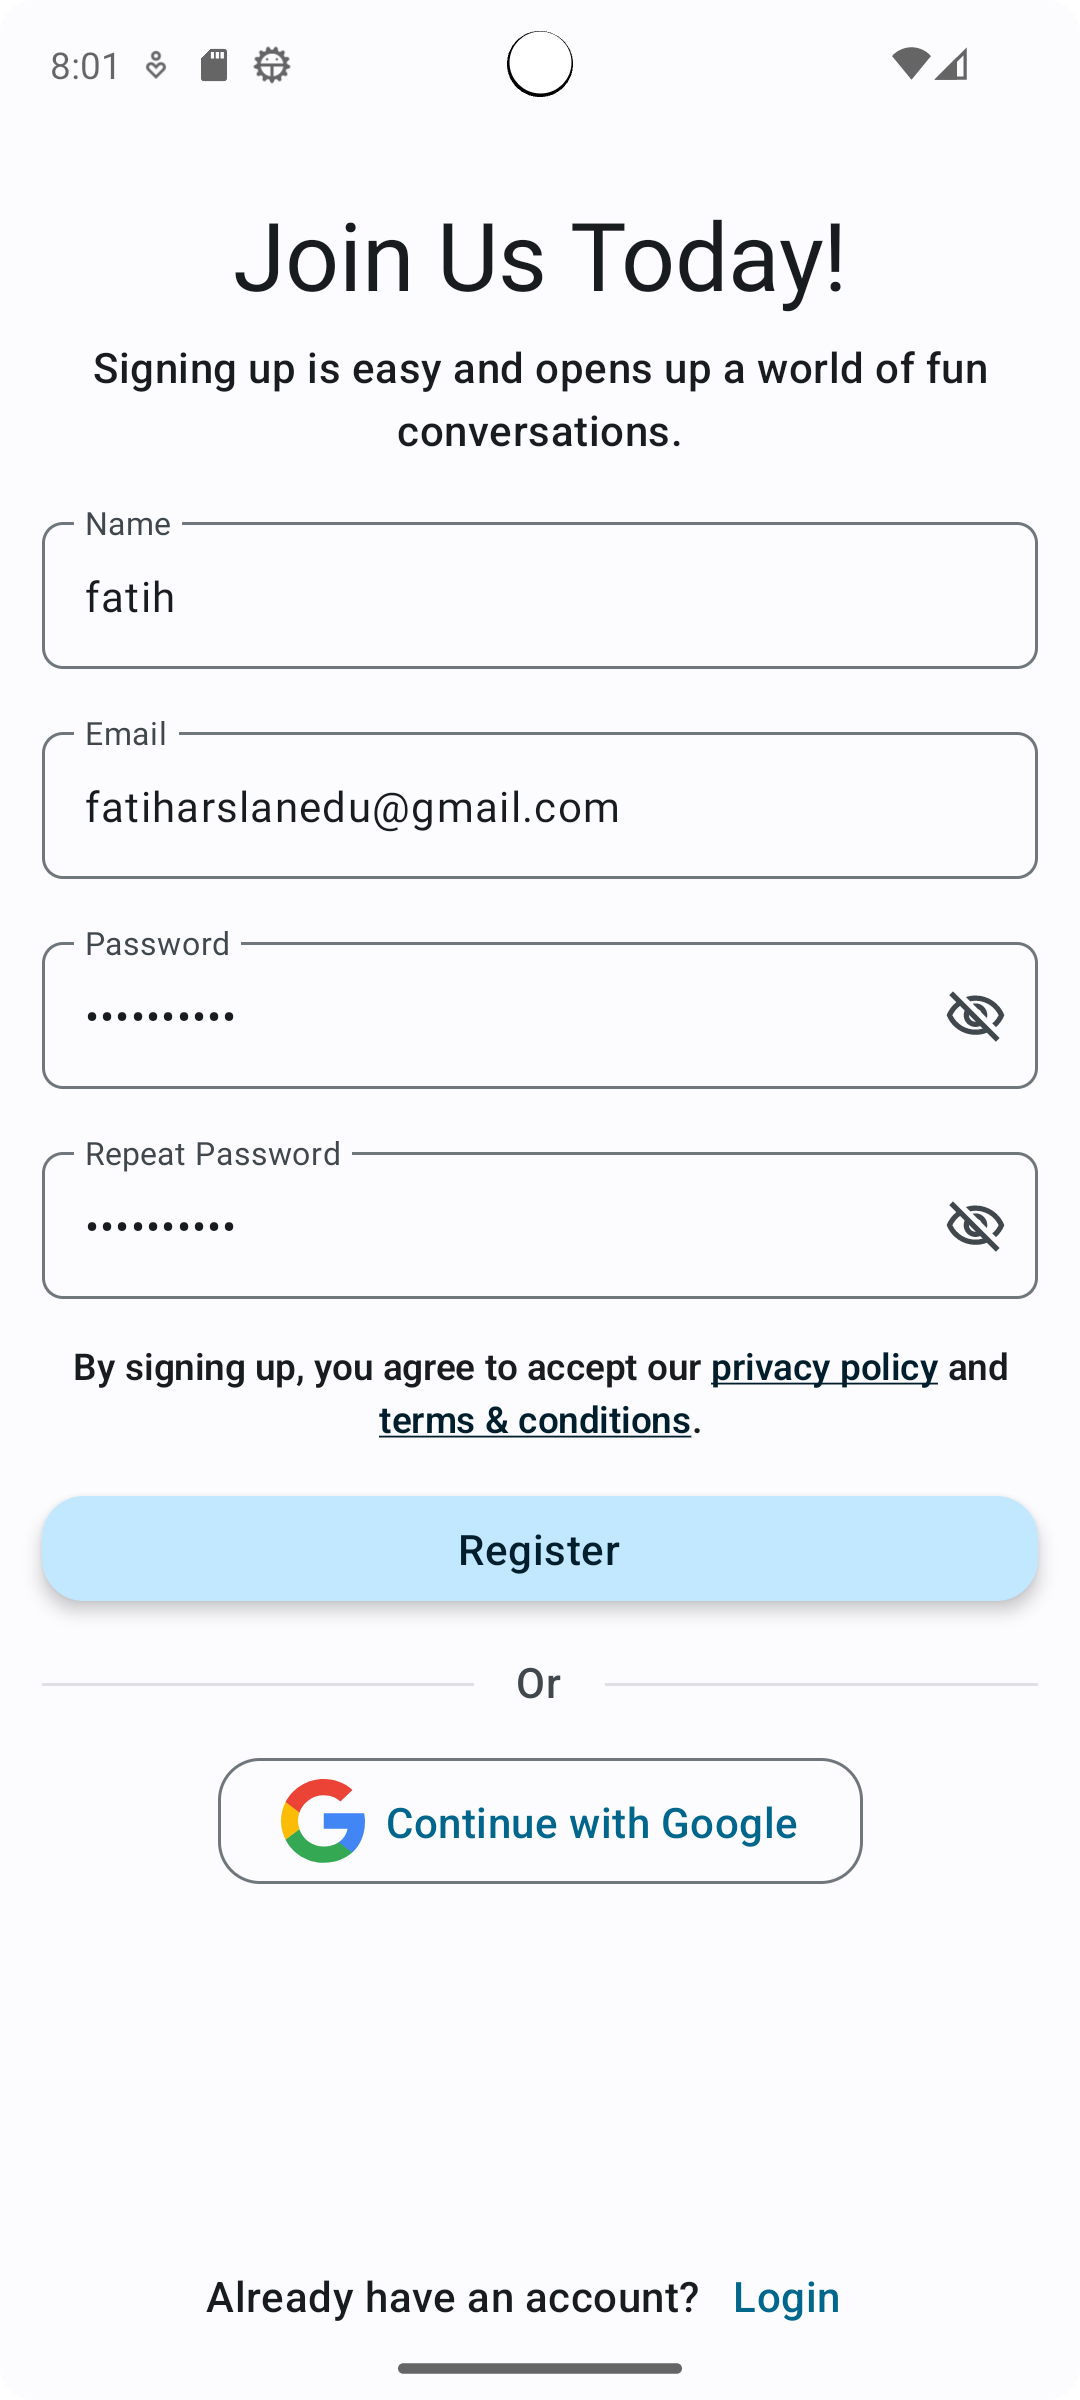 8:01
Join Us Today!
Signing up is easy and opens up a world of fun
conversations.
Name
fatih
Email
fatiharslanedu@gmail.com
Password
••••••••••
Repeat Password
••••••••••
By signing up, you agree to accept our privacy policy and
terms & conditions.
Register
Or
Continue with Google
Already have an account? Login